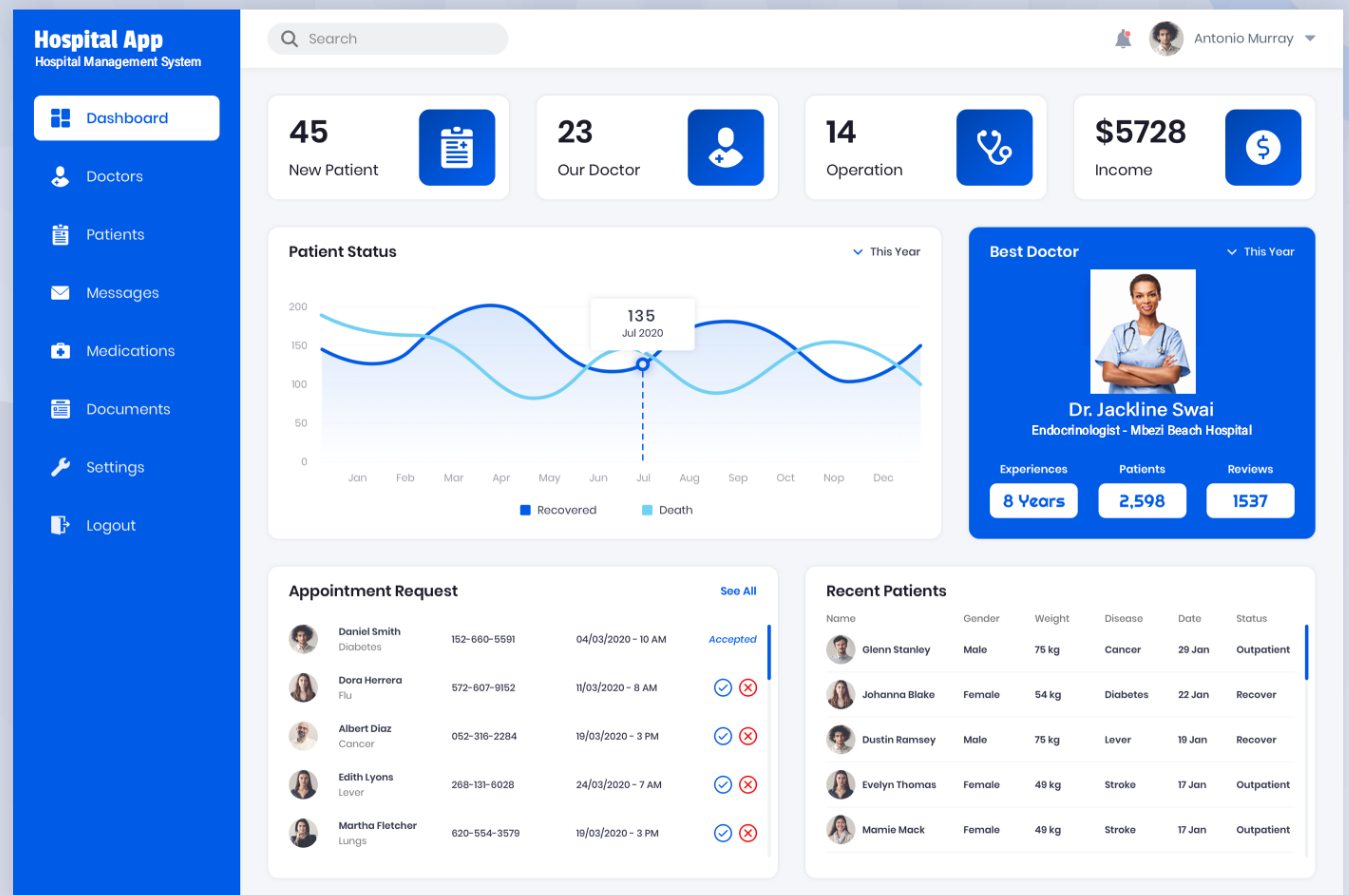 Hospital App
Hospital Management System
Dashboard
Doctors
Patients
Messages
Medications
Documents
Settings
Logout
Search
Antonio Murray
45
New Patient
23
Our Doctor
14
Operation
$5728
Income
Patient Status
This Year
200
150
100
50
0
135
Jul 2020
Jan Feb Mar Apr May Jun Jul Aug Sep Oct Nop Dec
Recovered Death
Best Doctor
This Year
Dr. Jackline Swai
Endocrinologist - Mbezi Beach Hospital
Experiences Patients Reviews
8 Years 2,598 1537
Appointment Request
See All
Daniel Smith
Diabetes
152-660-5591
04/03/2020 - 10 AM
Accepted
Dora Herrera
Flu
572-607-9152
11/03/2020 - 8 AM
Albert Diaz
Cancer
052-316-2284
19/03/2020 - 3 PM
Edith Lyons
Lever
268-131-6028
24/03/2020 - 7 AM
Martha Fletcher
Lungs
620-554-3579
19/03/2020 - 3 PM
Recent Patients
Name Gender Weight Disease Date Status
Glenn Stanley Male 75 kg Cancer 29 Jan Outpatient
Johanna Blake Female 54 kg Diabetes 22 Jan Recover
Dustin Ramsey Male 75 kg Lever 19 Jan Recover
Evelyn Thomas Female 49 kg Stroke 17 Jan Outpatient
Mamie Mack Female 49 kg Stroke 17 Jan Outpatient